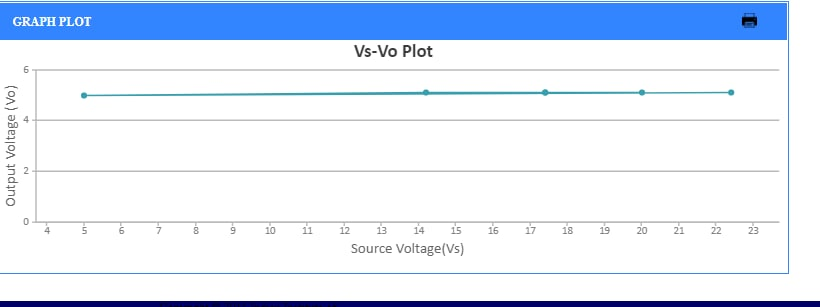 GRAPH PLOT
Vs-Vo Plot
Output Voltage (Vo)
6
4
2
0
4 5 6 7 8 9 10 11 12 13 14 15 16 17 18 19 20 21 22 23
Source Voltage(Vs)